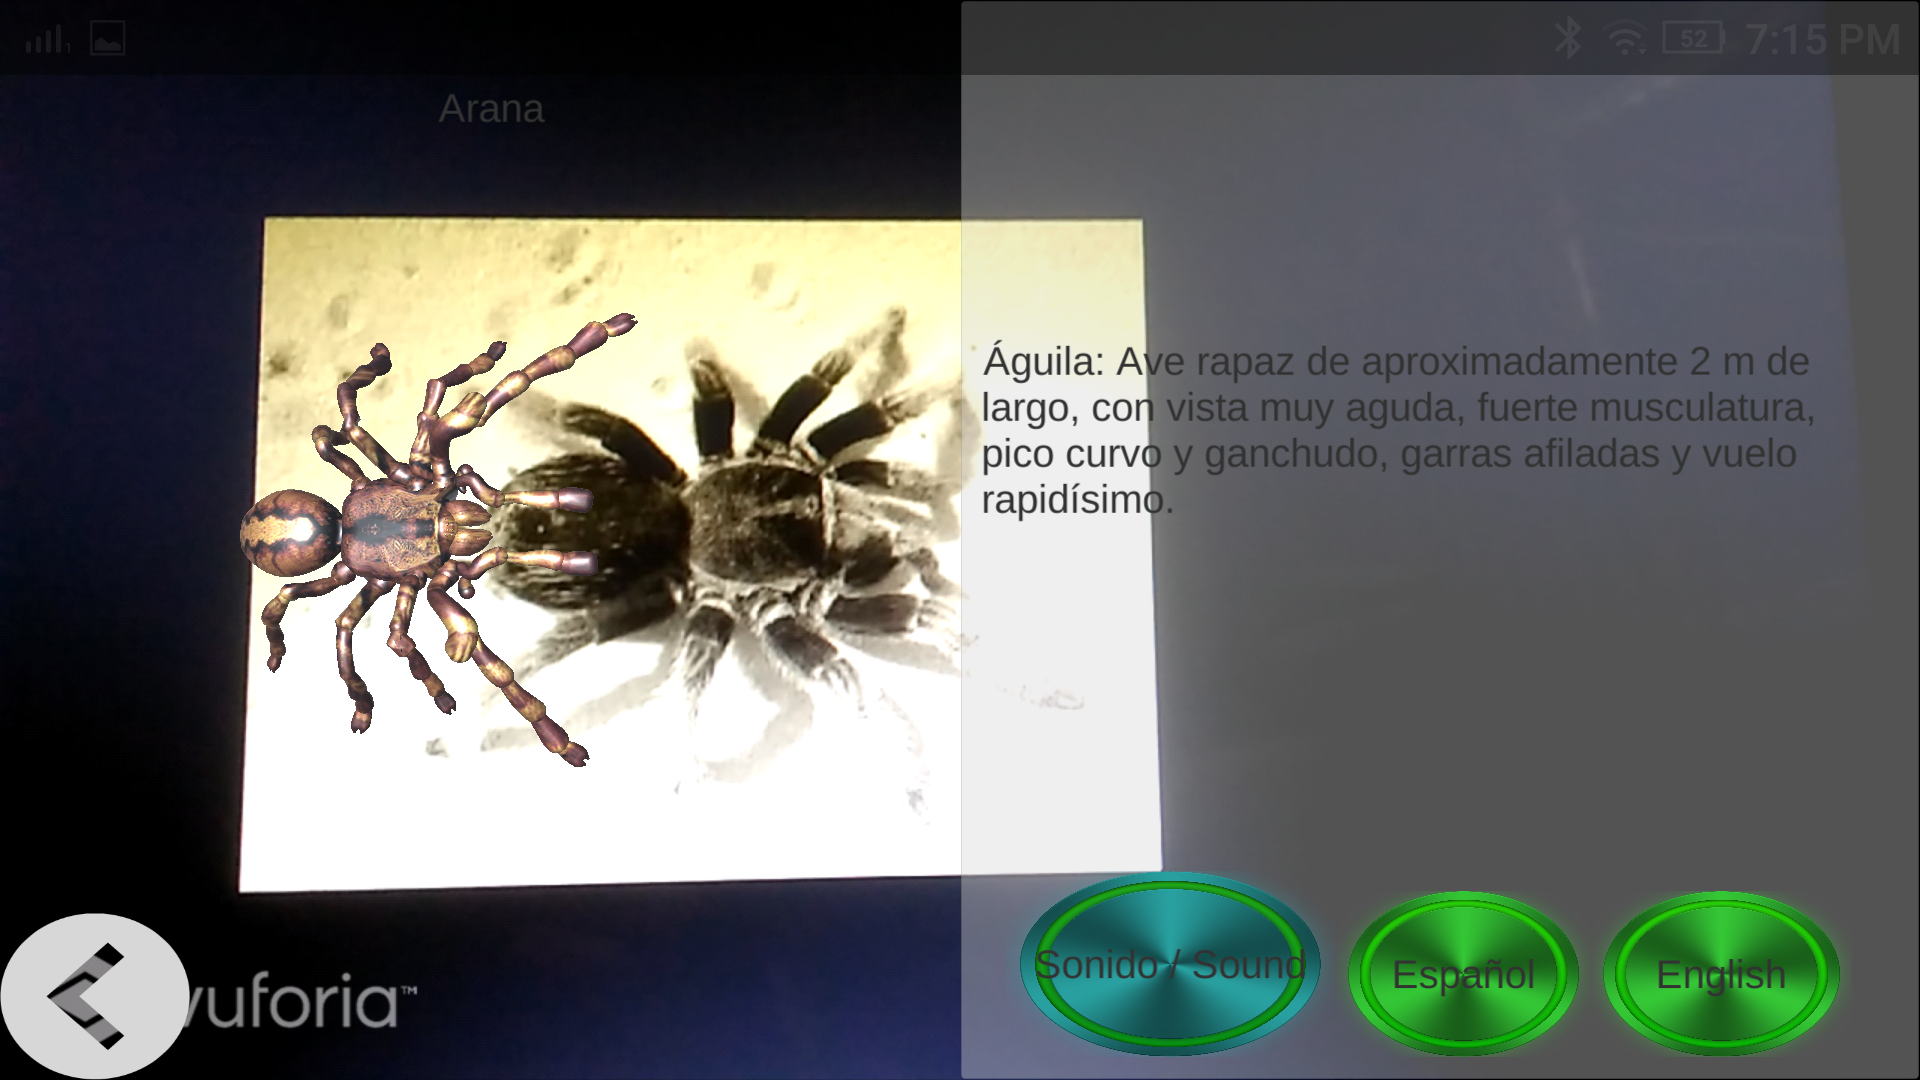 52 7:15 PM
Arana
Águila: Ave rapaz de aproximadamente 2 m de
largo, con vista muy aguda, fuerte musculatura,
pico curvo y ganchudo, garras afiladas y vuelo
rapidísimo.
Sonido / Sound
Español
English
vuforia™